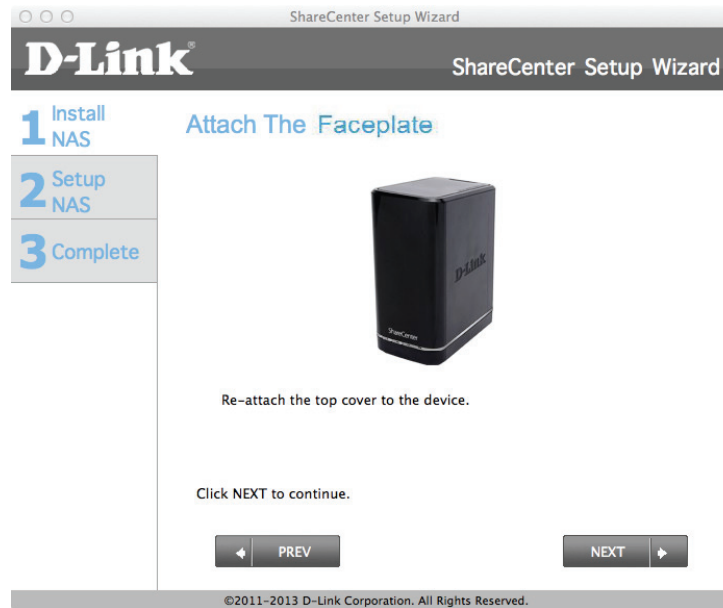 ShareCenter Setup Wizard
D-Link®
ShareCenter Setup Wizard
1 Install
NAS
2 Setup
NAS
3 Complete
Attach The Faceplate
D-Link
ShareCenter
Re-attach the top cover to the device.
Click NEXT to continue.
PREV
NEXT
©2011-2013 D-Link Corporation. All Rights Reserved.